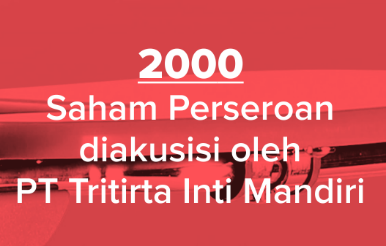 2000
Saham Perseroan
diakusisi oleh
PT Tritirta Inti Mandiri